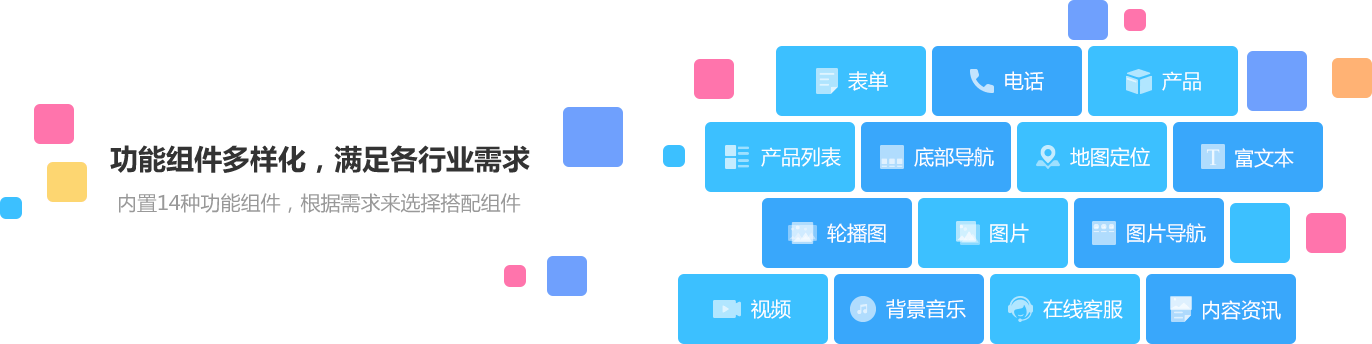 功能组件多样化，满足各行业需求
内置14种功能组件，根据需求来选择搭配组件
表单
电话
产品
产品列表
底部导航
地图定位
T 富文本
轮播图
图片
图片导航
视频
背景音乐
在线客服
内容资讯